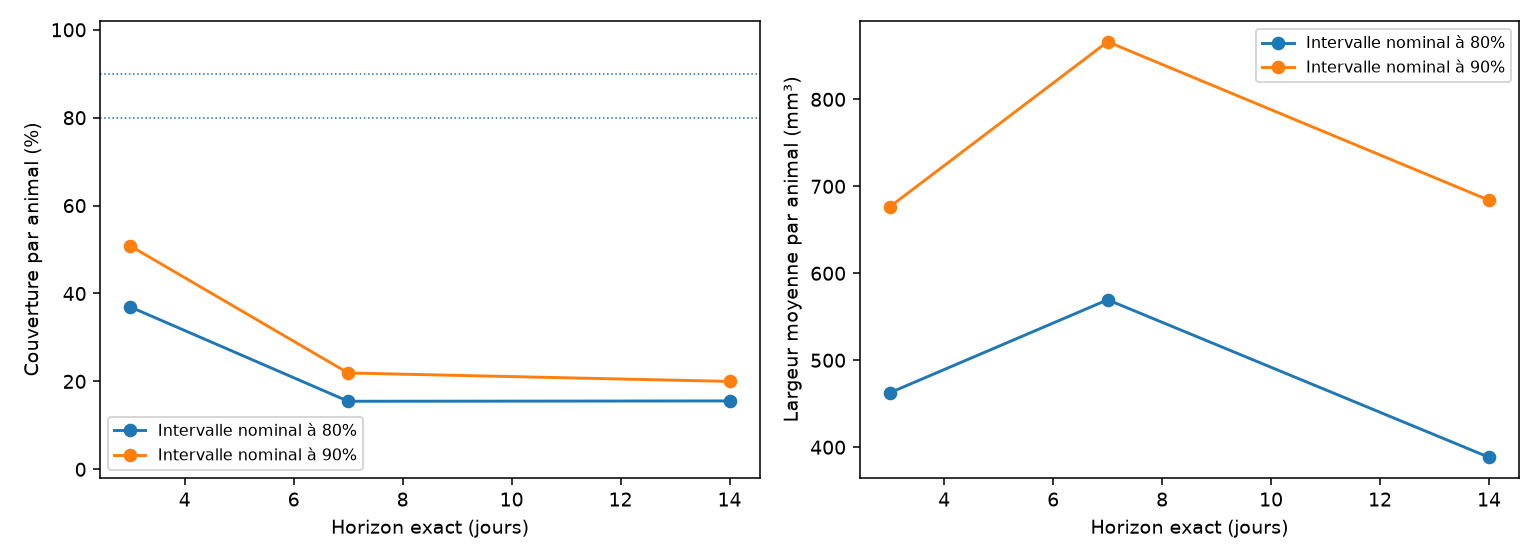 Couverture par animal (%)
100
80
60
40
20
0
Intervalle nominal à 80%
Intervalle nominal à 90%
4 6 8 10 12 14
Horizon exact (jours)
Largeur moyenne par animal (mm³)
800
700
600
500
400
Intervalle nominal à 80%
Intervalle nominal à 90%
4 6 8 10 12 14
Horizon exact (jours)